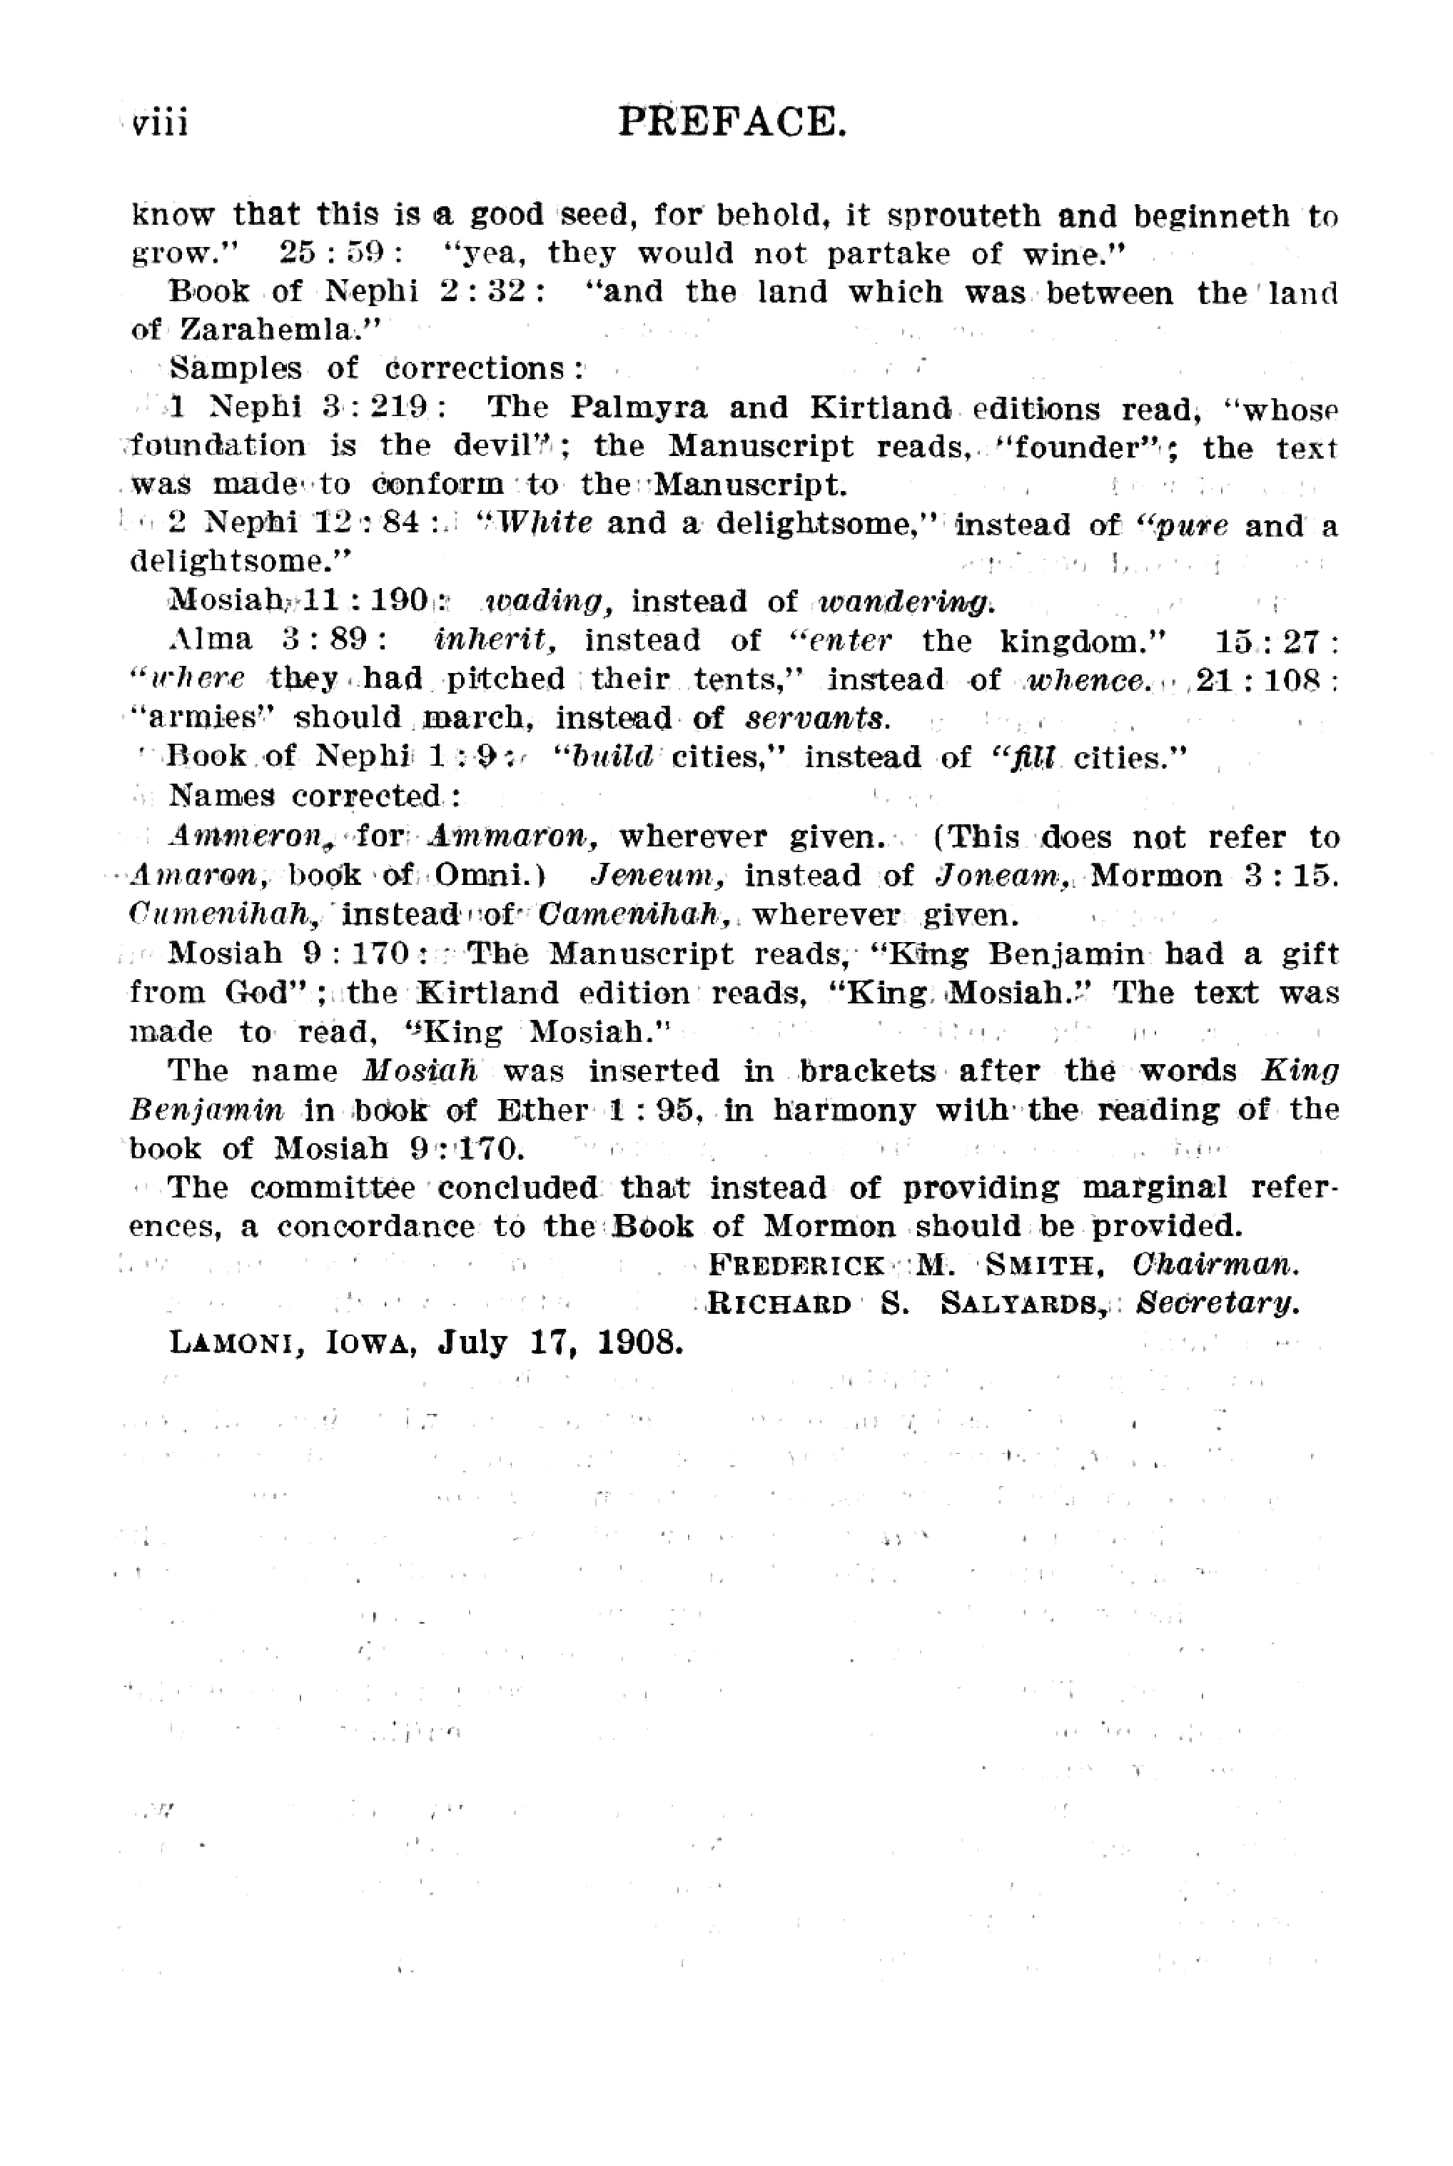 viii PREFACE.
know that this is a good seed, for behold, it sprouteth and beginneth to
grow." 25 : 59 : "yea, they would not partake of wine."
Book of Nephi 2 : 32 : "and the land which was between the land
of Zarahemla."
Samples of corrections :
1 Nephi 3 : 219 : The Palmyra and Kirtland editions read, "whose
foundation is the devil" ; the Manuscript reads, "founder" ; the text
was made to conform to the Manuscript.
2 Nephi 12 : 84 : "White and a delightsome," instead of "pure and a
delightsome."
Mosiah 11 : 190 : wading, instead of wandering.
Alma 3 : 89 : inherit, instead of "enter the kingdom." 15 : 27 :
"where they had pitched their tents," instead of whence. 21 : 108 :
"armies" should march, instead of servants.
Book of Nephi 1 : 9 : "build cities," instead of "fill cities."
Names corrected :
Ammeron, for Ammaron, wherever given. (This does not refer to
Amaron, book of Omni.) Jeneum, instead of Joneam, Mormon 3 : 15.
Cumenihah, instead of Camenihah, wherever given.
Mosiah 9 : 170 : The Manuscript reads, "King Benjamin had a gift
from God" ; the Kirtland edition reads, "King Mosiah." The text was
made to read, "King Mosiah."
The name Mosiah was inserted in brackets after the words King
Benjamin in book of Ether 1 : 95, in harmony with the reading of the
book of Mosiah 9 : 170.
The committee concluded that instead of providing marginal refer-
ences, a concordance to the Book of Mormon should be provided.
FREDERICK M. SMITH, Chairman.
RICHARD S. SALYARDS, Secretary.
LAMONI, IOWA, July 17, 1908.